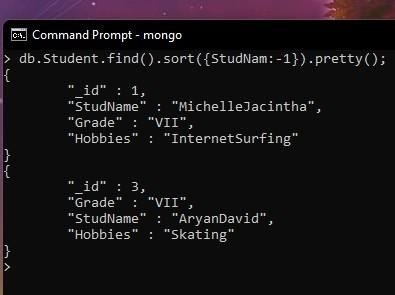 Command Prompt - mongo
> db.Student.find().sort({StudNam:-1}).pretty();
{
"_id" : 1,
"StudName" : "MichelleJacintha",
"Grade" : "VII",
"Hobbies" : "InternetSurfing"
}
{
"_id" : 3,
"Grade" : "VII",
"StudName" : "AryanDavid",
"Hobbies" : "Skating"
}
>